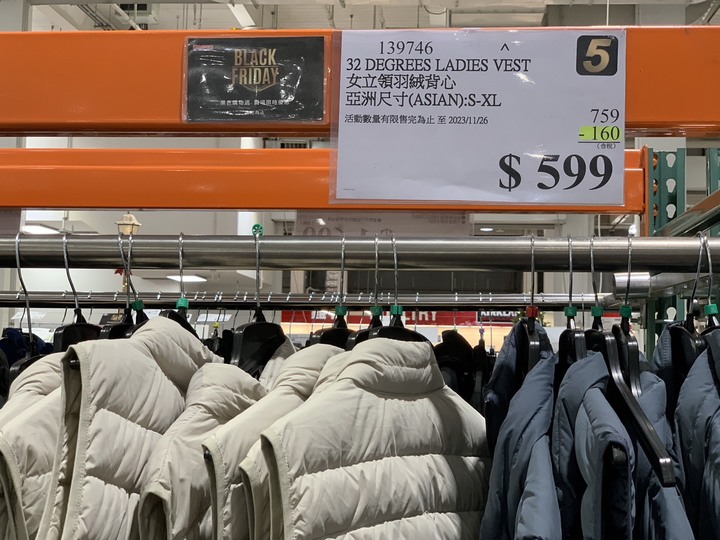 BLACK
FRIDAY
139746 ^
32 DEGREES LADIES VEST
女立領羽絨背心
亞洲尺寸(ASIAN):S-XL
活動數量有限售完為止 至 2023/11/26
5
759
- 160
(含稅)
$ 599